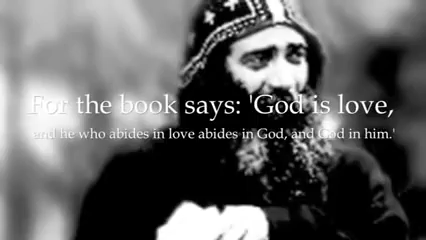 For the book says: 'God is love,
and he who abides in love abides in God, and God in him.'